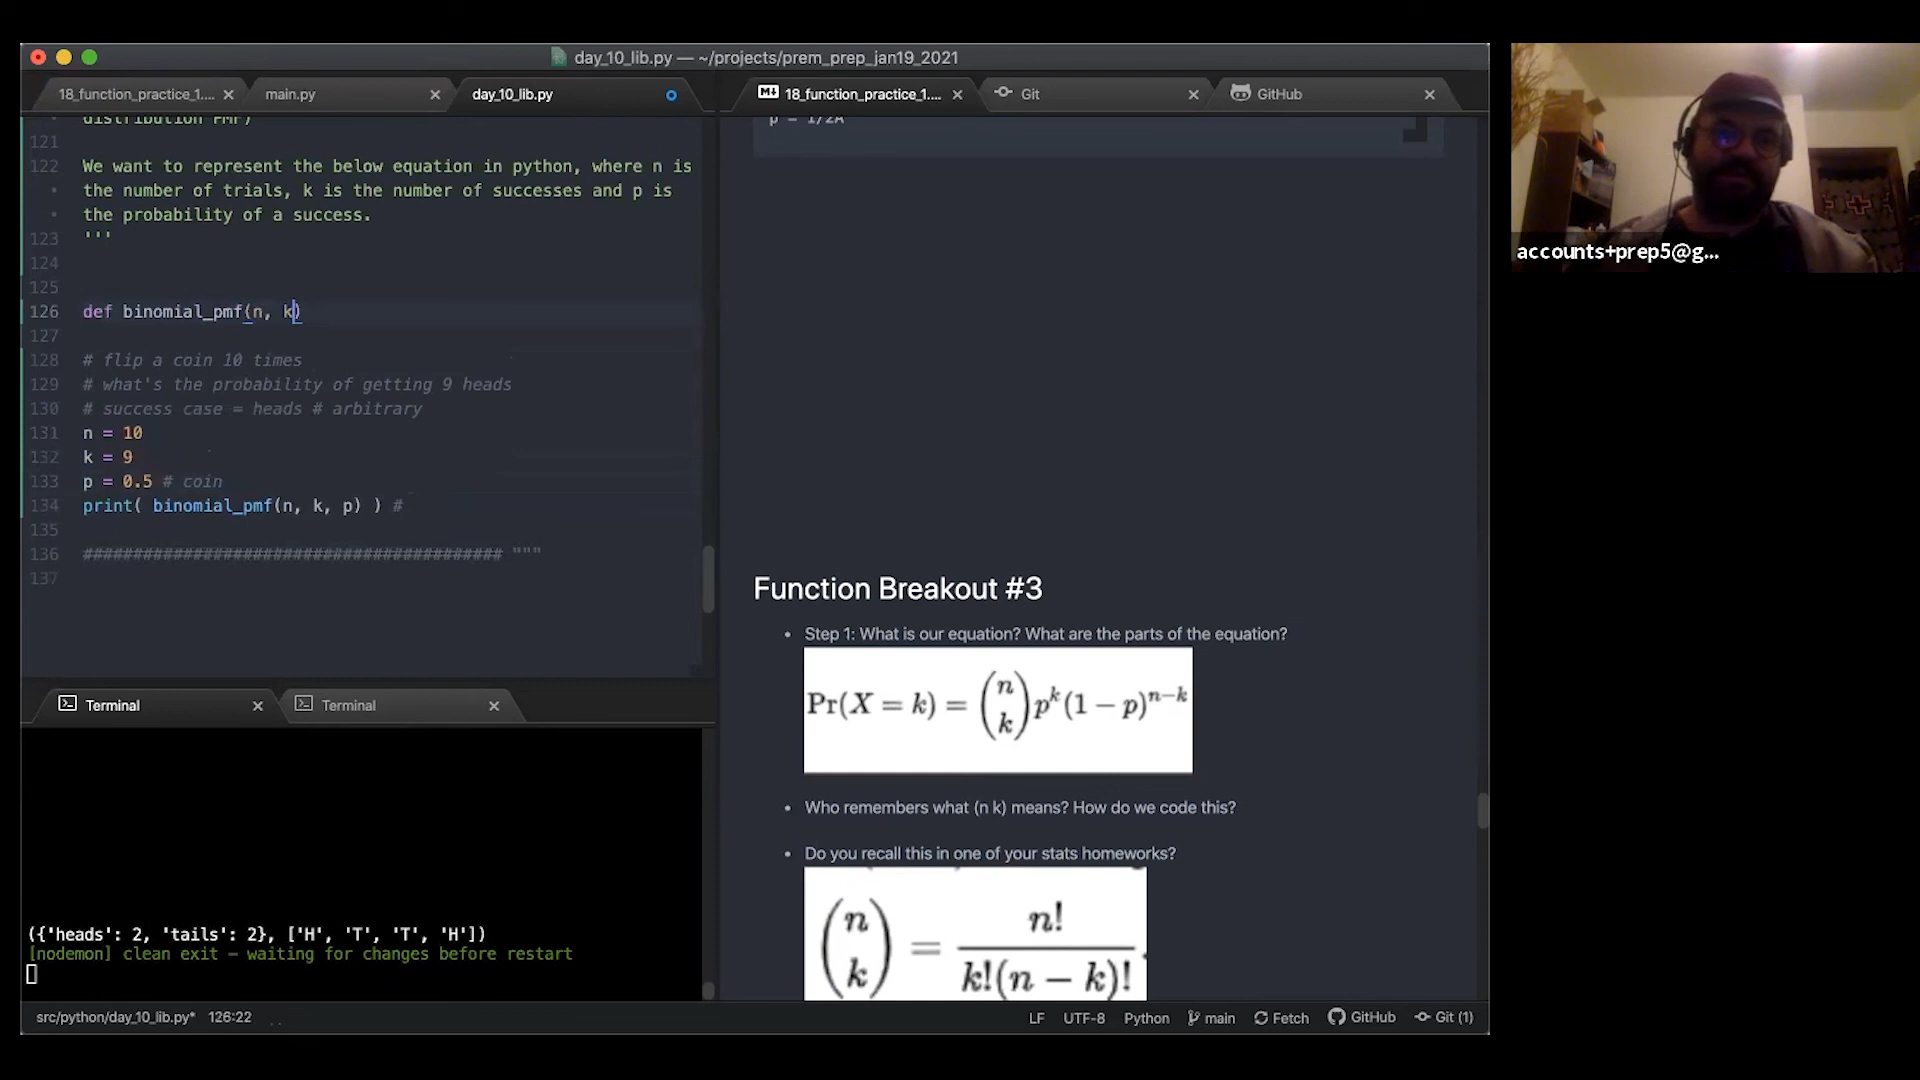 day_10_lib.py — ~/projects/prem_prep_jan19_2021
18_function_practice_1....
main.py
day_10_lib.py
18_function_practice_1....
Git
GitHub
distribution PMF)
121
122 We want to represent the below equation in python, where n is
the number of trials, k is the number of successes and p is
the probability of a success.
123 '''
124
125
126 def binomial_pmf(n, k)
127
128 # flip a coin 10 times
129 # what's the probability of getting 9 heads
130 # success case = heads # arbitrary
131 n = 10
132 k = 9
133 p = 0.5 # coin
134 print( binomial_pmf(n, k, p) ) #
135
136 ########################################## """
137
Terminal
Terminal
({'heads': 2, 'tails': 2}, ['H', 'T', 'T', 'H'])
[nodemon] clean exit – waiting for changes before restart
p = 1/2A
Function Breakout #3
• Step 1: What is our equation? What are the parts of the equation?
Pr(X = k) = (n k) p^k (1 − p)^{n−k}
• Who remembers what (n k) means? How do we code this?
• Do you recall this in one of your stats homeworks?
(n k) = n! / k!(n − k)!.
src/python/day_10_lib.py* 126:22
LF UTF-8 Python main Fetch GitHub Git (1)
accounts+prep5@g...